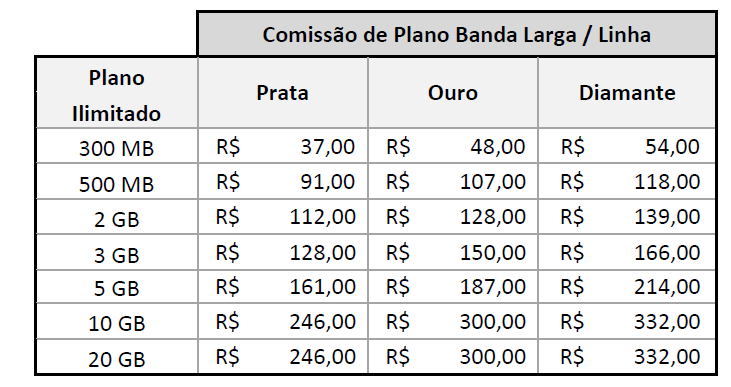 Comissão de Plano Banda Larga / Linha
Plano
Ilimitado
Prata
Ouro
Diamante
300 MB R$ 37,00 R$ 48,00 R$ 54,00
500 MB R$ 91,00 R$ 107,00 R$ 118,00
2 GB R$ 112,00 R$ 128,00 R$ 139,00
3 GB R$ 128,00 R$ 150,00 R$ 166,00
5 GB R$ 161,00 R$ 187,00 R$ 214,00
10 GB R$ 246,00 R$ 300,00 R$ 332,00
20 GB R$ 246,00 R$ 300,00 R$ 332,00